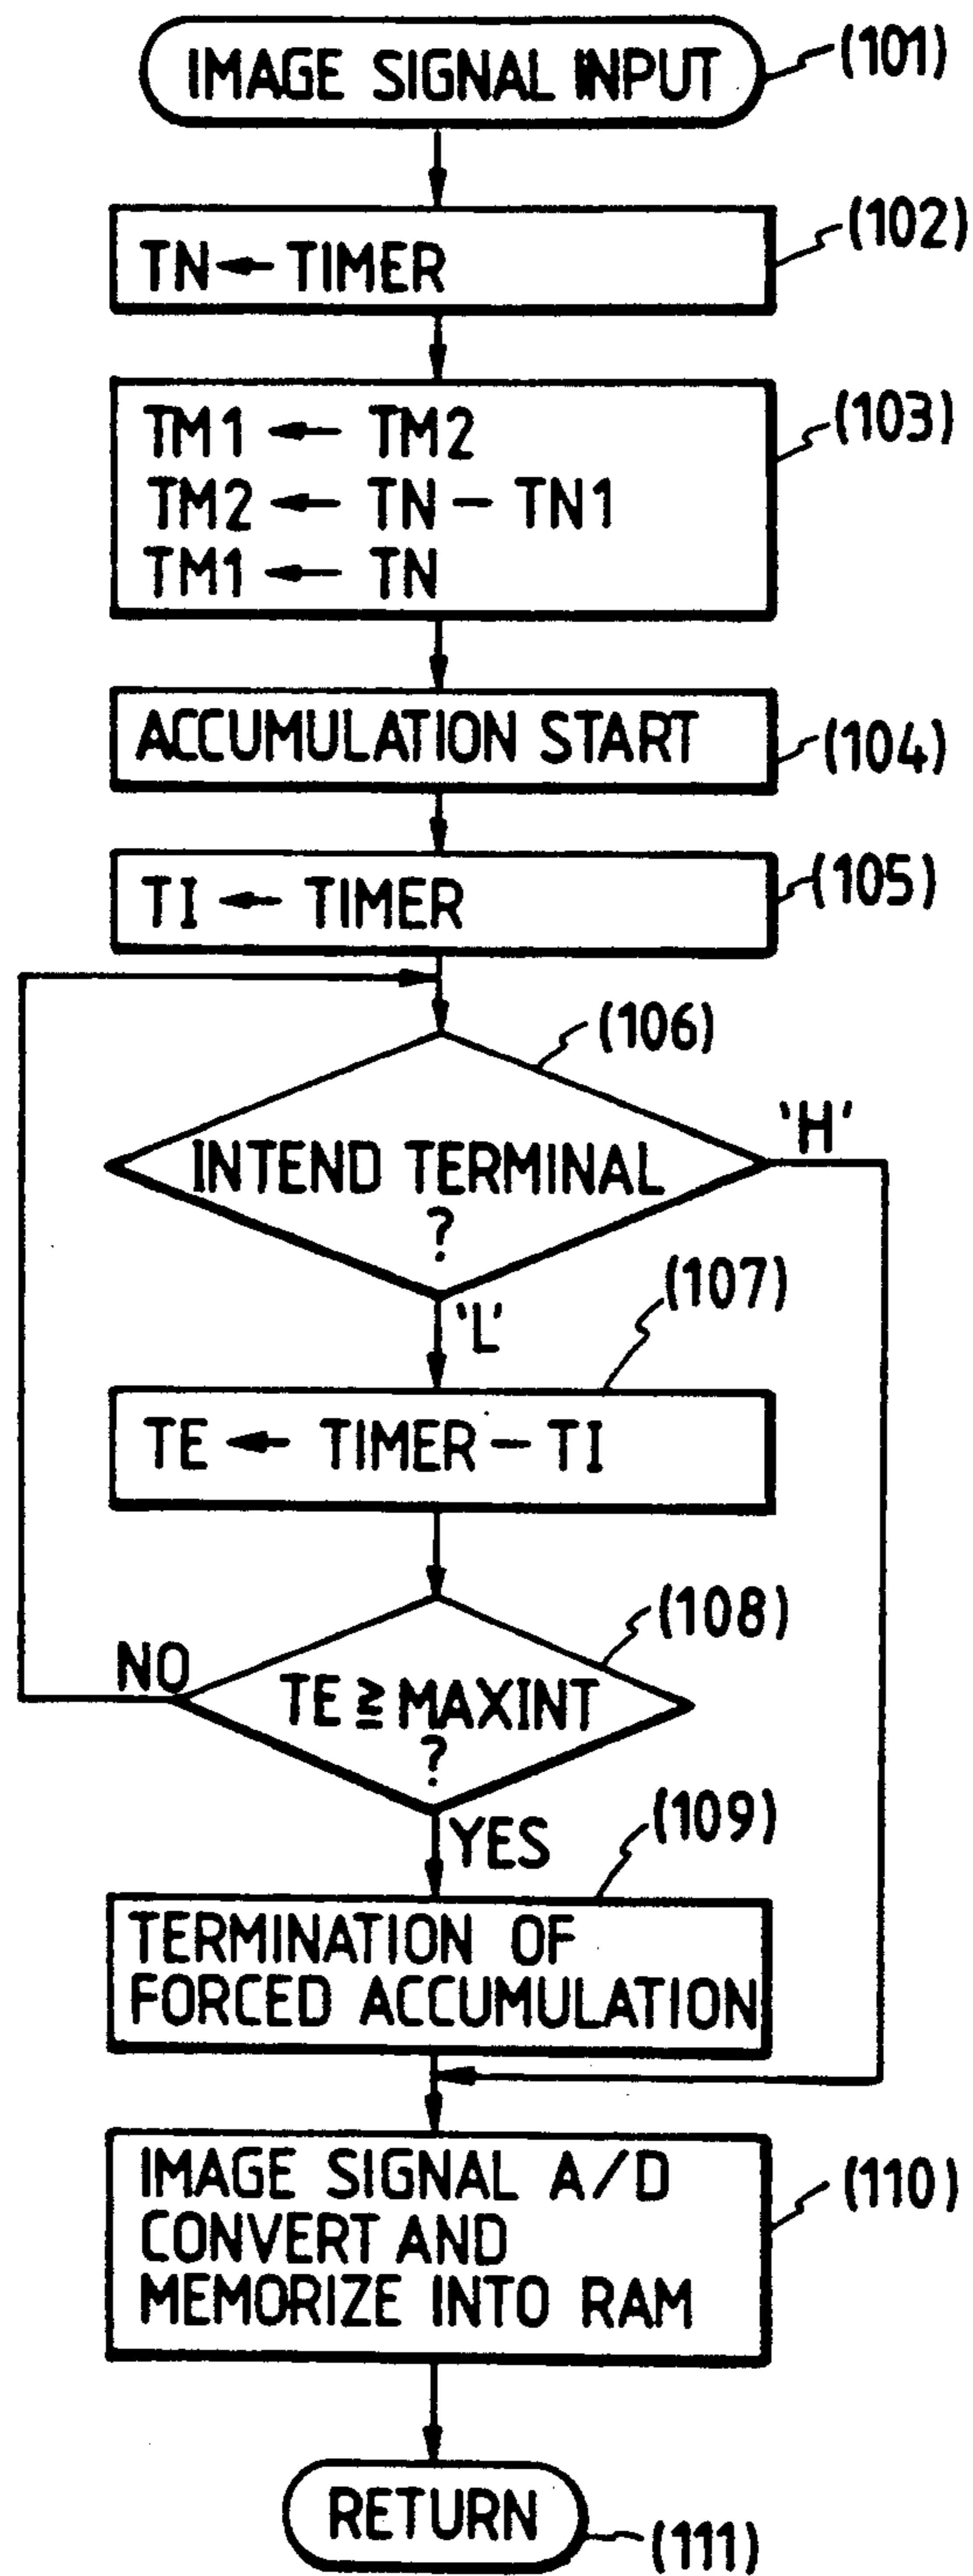 IMAGE SIGNAL INPUT
(101)
(102)
TN ← TIMER
(103)
TM1 ← TM2
TM2 ← TN – TN1
TM1 ← TN
ACCUMULATION START
(104)
TI ← TIMER
(105)
(106)
'H'
INTEND TERMINAL
?
'L'
(107)
TE ← TIMER – TI
(108)
NO
TE ≧ MAXINT
?
YES
(109)
TERMINATION OF
FORCED ACCUMULATION
IMAGE SIGNAL A/D
CONVERT AND
MEMORIZE INTO RAM
(110)
RETURN
(111)